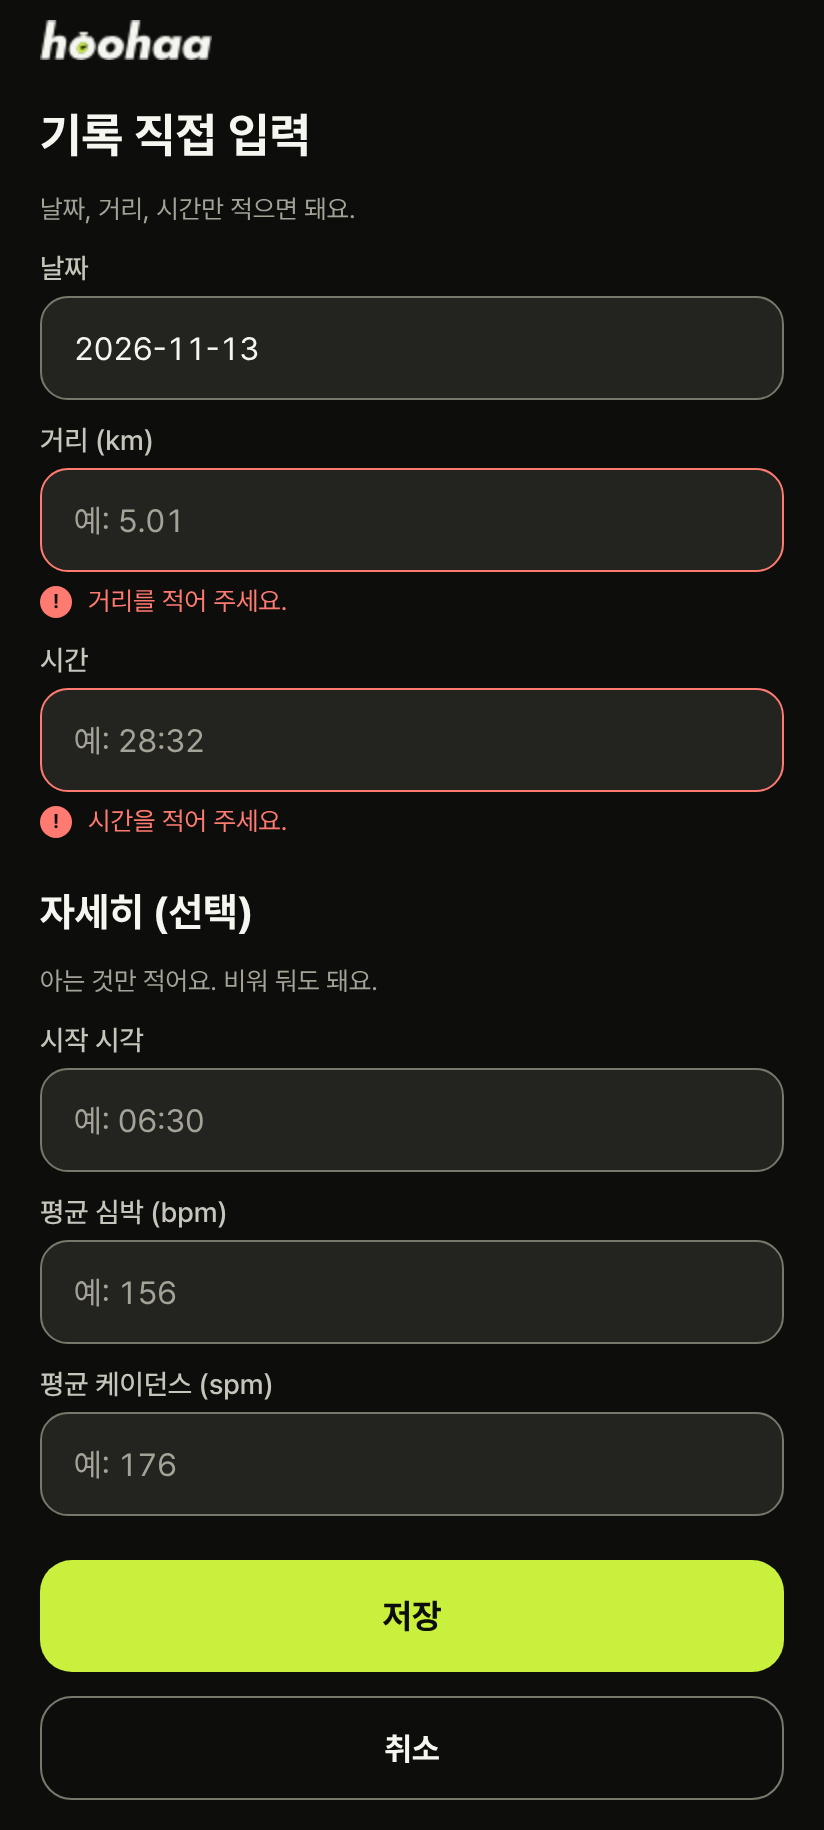 hoohaa
기록 직접 입력
날짜, 거리, 시간만 적으면 돼요.
날짜
2026-11-13
거리 (km)
예: 5.01
! 거리를 적어 주세요.
시간
예: 28:32
! 시간을 적어 주세요.
자세히 (선택)
아는 것만 적어요. 비워 둬도 돼요.
시작 시각
예: 06:30
평균 심박 (bpm)
예: 156
평균 케이던스 (spm)
예: 176
저장
취소